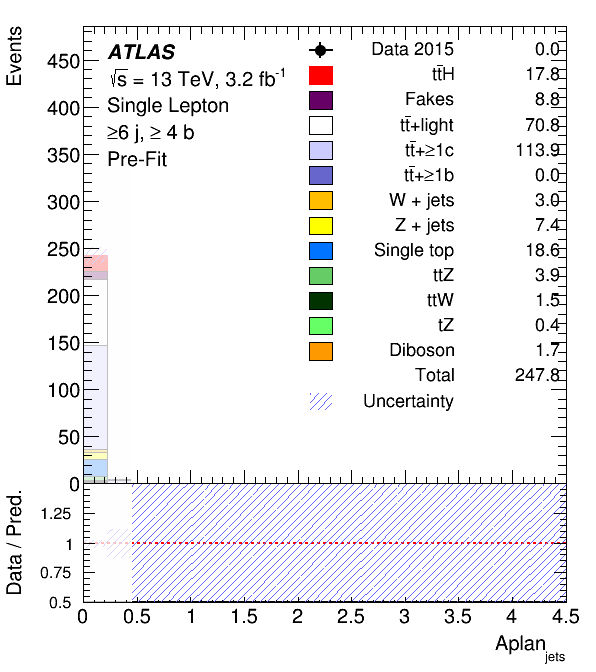 Events
ATLAS
√s = 13 TeV, 3.2 fb-1
Single Lepton
≥6 j, ≥ 4 b
Pre-Fit
Data 2015 0.0
tt̄H 17.8
Fakes 8.8
tt̄+light 70.8
tt̄+≥1c 113.9
tt̄+≥1b 0.0
W + jets 3.0
Z + jets 7.4
Single top 18.6
ttZ 3.9
ttW 1.5
tZ 0.4
Diboson 1.7
Total 247.8
Uncertainty
450
400
350
300
250
200
150
100
50
0
Data / Pred.
1.25
1
0.75
0.5
0 0.5 1 1.5 2 2.5 3 3.5 4 4.5
Aplan jets